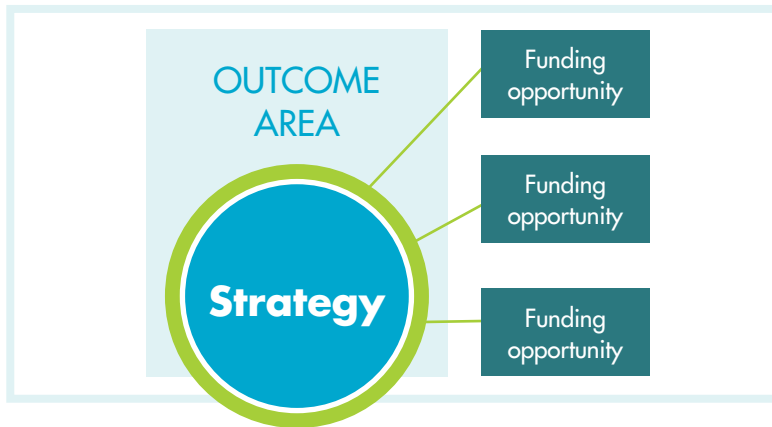 OUTCOME
AREA
Strategy
Funding
opportunity
Funding
opportunity
Funding
opportunity